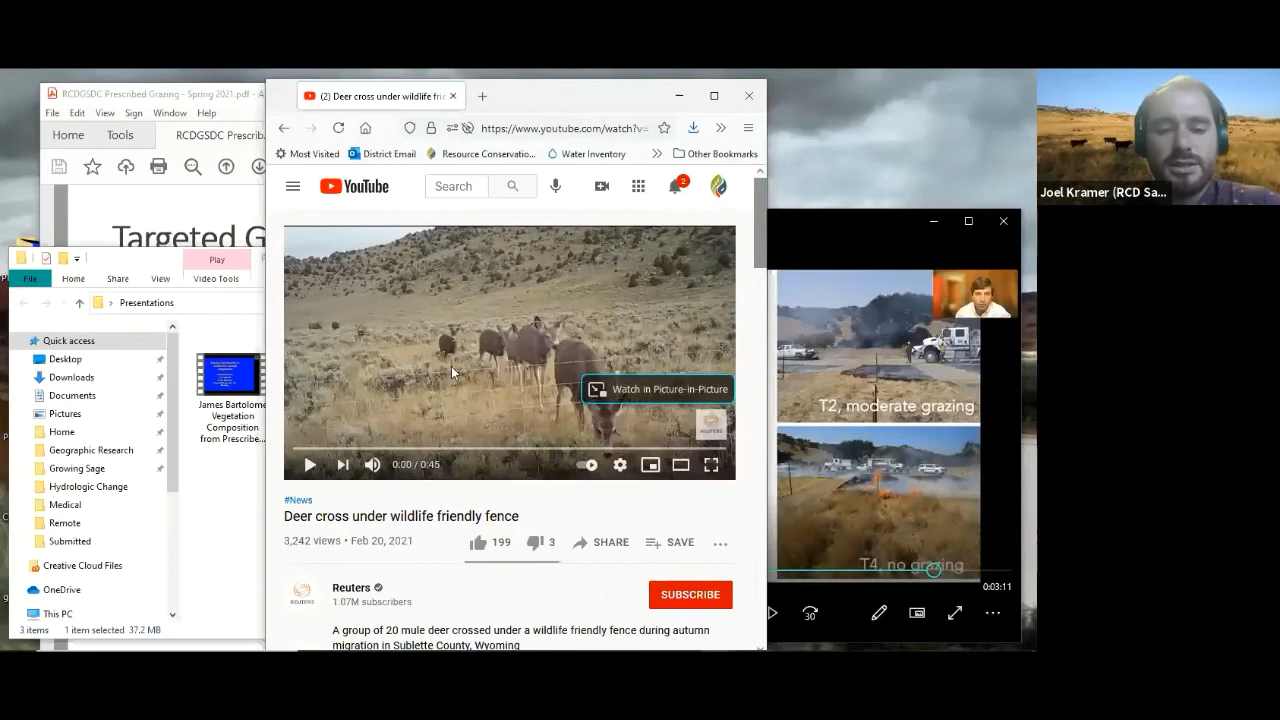 RCDGSDC Prescribed Grazing - Spring 2021.pdf - A
File Edit View Sign Window Help
Home Tools RCDGSDC Prescrib..
Targeted G
Play
File Home Share View Video Tools
Presentations
Quick access
Desktop
Downloads
Documents
Pictures
Home
Geographic Research
Growing Sage
Hydrologic Change
Medical
Remote
Submitted
Creative Cloud Files
OneDrive
This PC
3 items 1 item selected 37.2 MB
James Bartolome
Vegetation
Composition
from Prescribe...
(2) Deer cross under wildlife frie
https://www.youtube.com/watch?v=
Most Visited District Email Resource Conservatio... Water Inventory Other Bookmarks
YouTube
Search
2
Watch in Picture-in-Picture
REUTERS
0:00 / 0:45
#News
Deer cross under wildlife friendly fence
3,242 views • Feb 20, 2021
199 3 SHARE SAVE
Reuters
1.07M subscribers
SUBSCRIBE
A group of 20 mule deer crossed under a wildlife friendly fence during autumn
migration in Sublette County, Wyoming
T2, moderate grazing
T4, no grazing
0:03:11
30
Joel Kramer (RCD Sa...